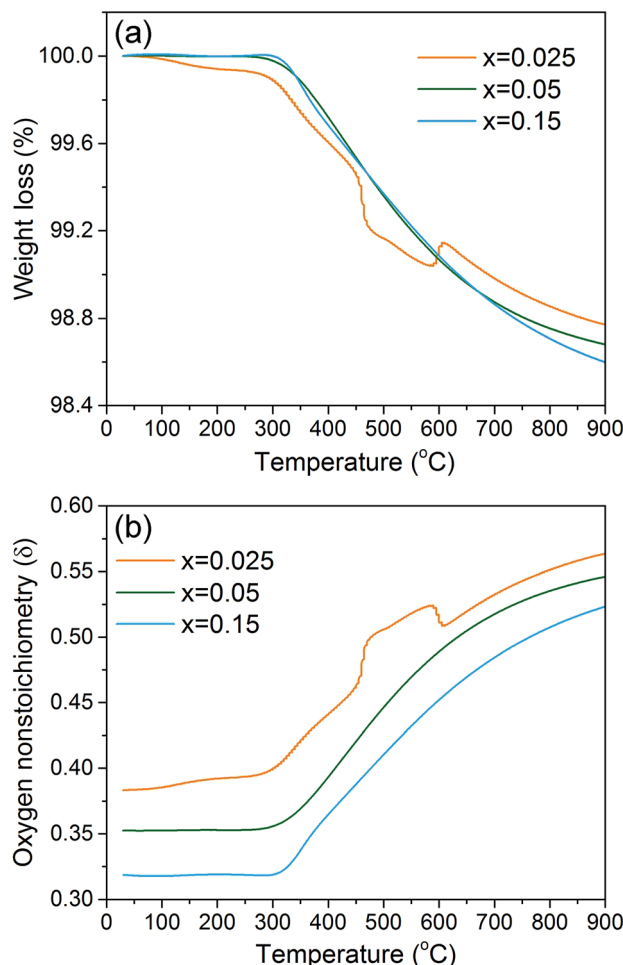 (a)
x=0.025
x=0.05
x=0.15
Weight loss (%)
100.0
99.6
99.2
98.8
98.4
0 100 200 300 400 500 600 700 800 900
Temperature (°C)
(b)
x=0.025
x=0.05
x=0.15
Oxygen nonstoichiometry (δ)
0.60
0.55
0.50
0.45
0.40
0.35
0.30
0 100 200 300 400 500 600 700 800 900
Temperature (°C)